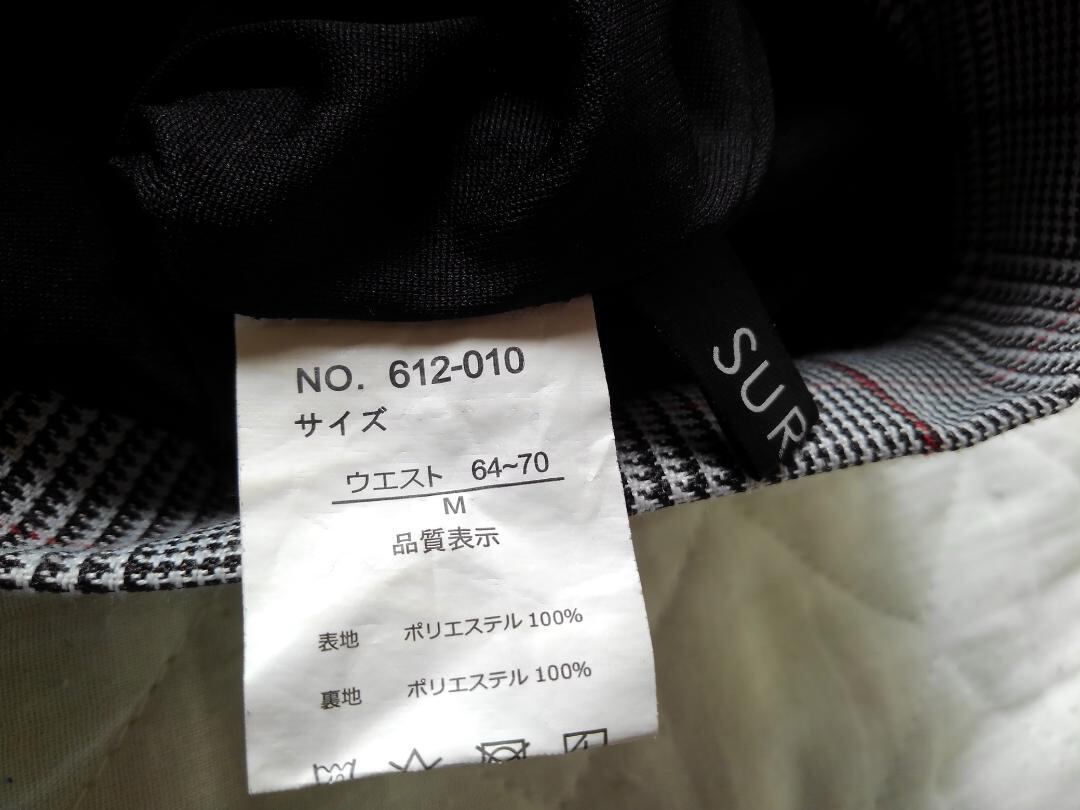 NO. 612-010
サイズ
ウエスト 64~70
M
品質表示
表地 ポリエステル 100%
裏地 ポリエステル 100%
SUR